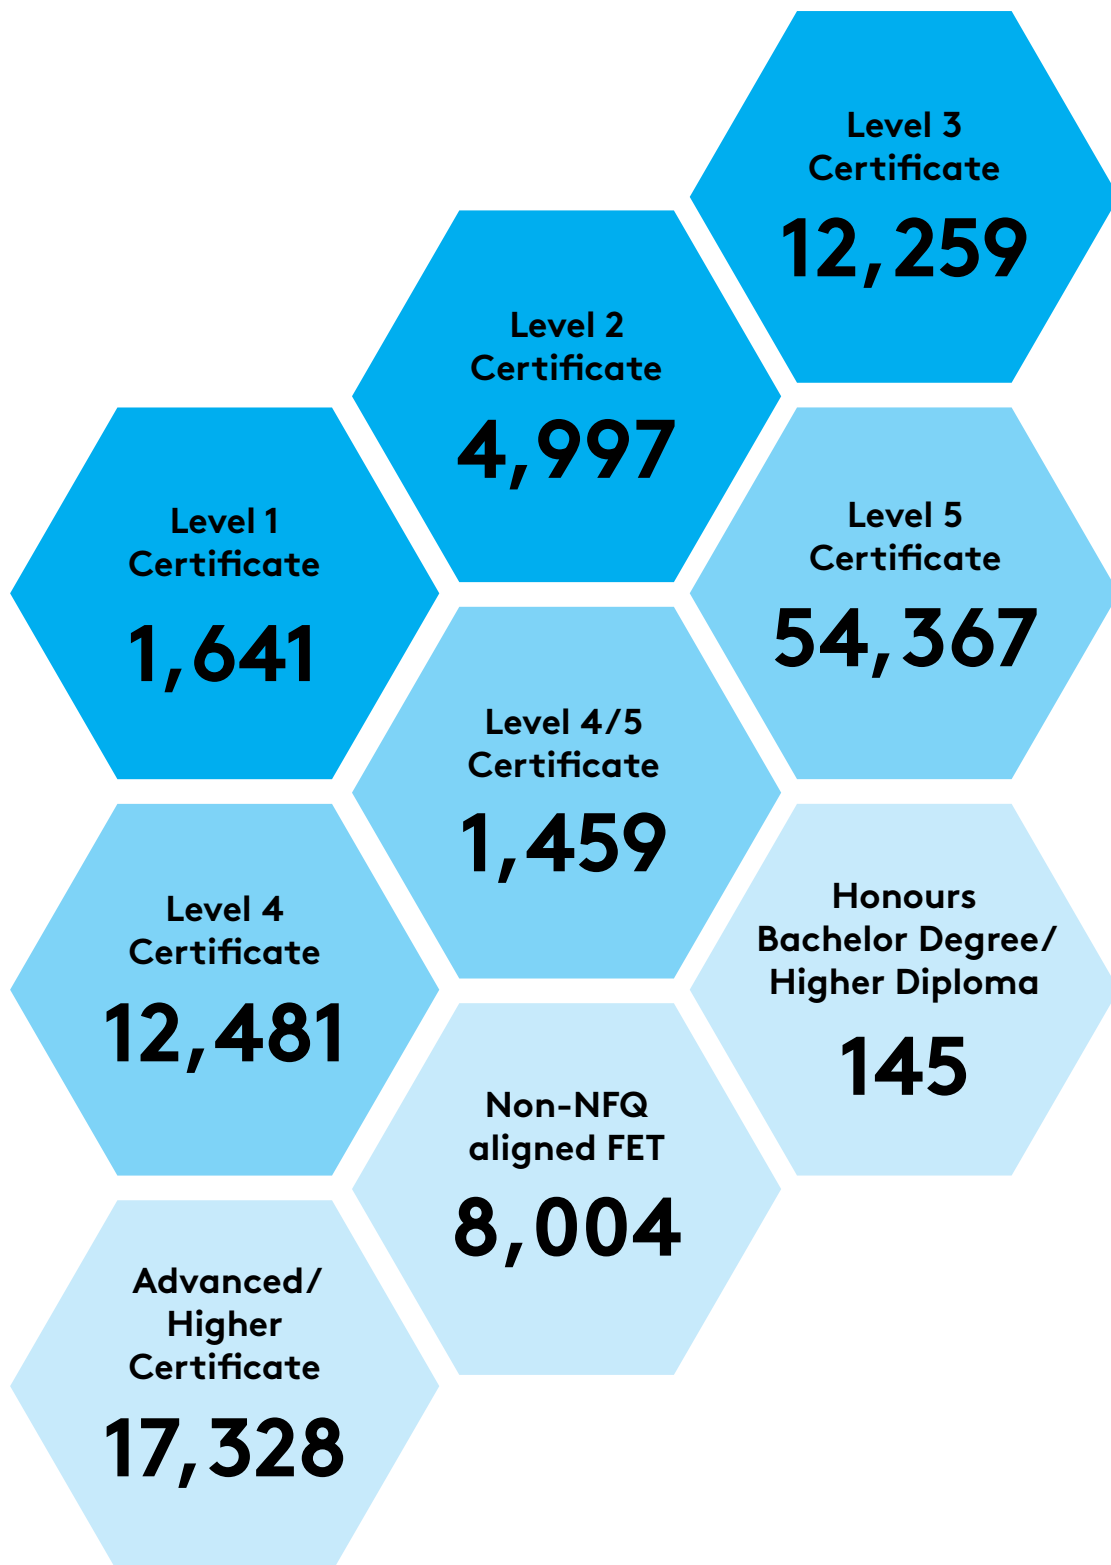 Level 3
Certificate
12,259
Level 2
Certificate
4,997
Level 1
Certificate
1,641
Level 5
Certificate
54,367
Level 4/5
Certificate
1,459
Level 4
Certificate
12,481
Honours
Bachelor Degree/
Higher Diploma
145
Non-NFQ
aligned FET
8,004
Advanced/
Higher
Certificate
17,328